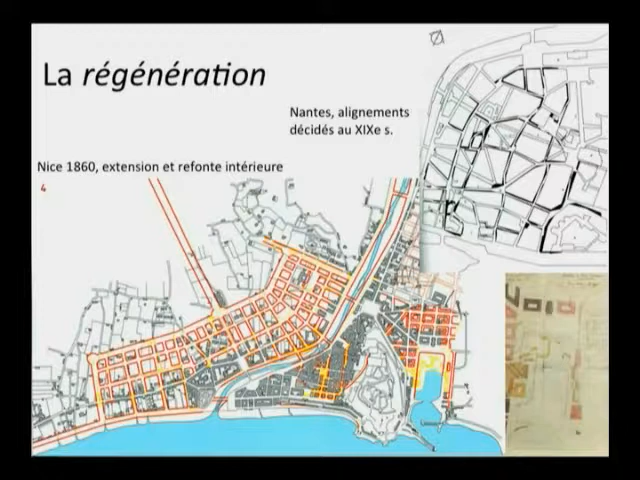 La régénération
Nantes, alignements
décidés au XIXe s.
Nice 1860, extension et refonte intérieure
4